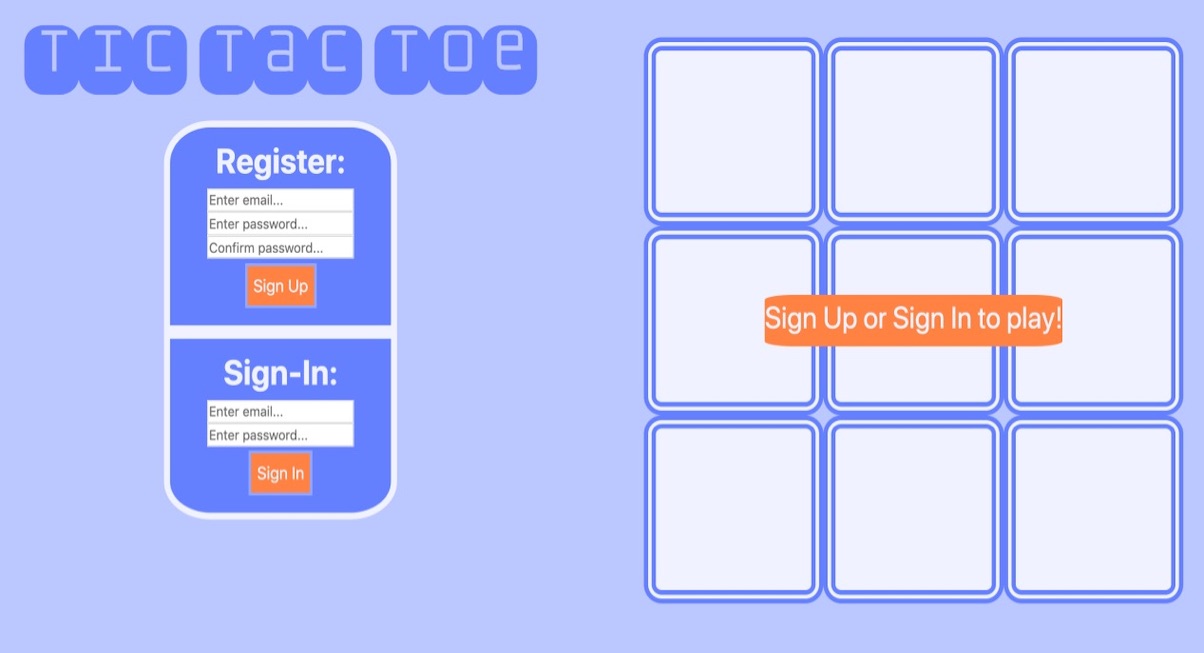 TIC Tac Toe
Register:
Enter email...
Enter password...
Confirm password...
Sign Up
Sign-In:
Enter email...
Enter password...
Sign In
Sign Up or Sign In to play!